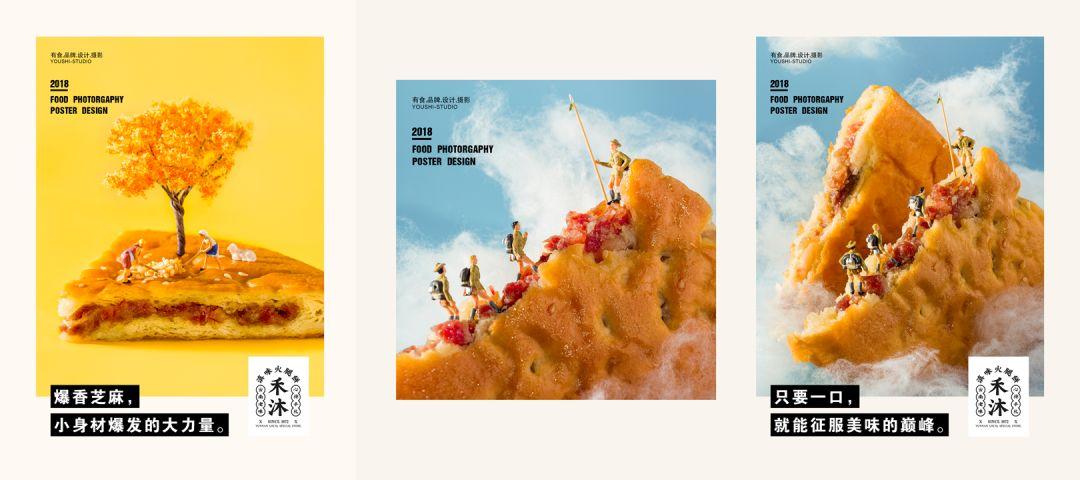 有食.品牌.设计.摄影
YOUSHI-STUDIO
2018
FOOD PHOTORGAPHY
POSTER DESIGN
爆香芝麻，
小身材爆发的大力量。
滇味火腿饼
禾沐
SINCE 1872
有食.品牌.设计.摄影
YOUSHI-STUDIO
2018
FOOD PHOTORGAPHY
POSTER DESIGN
有食.品牌.设计.摄影
YOUSHI-STUDIO
2018
FOOD PHOTORGAPHY
POSTER DESIGN
只要一口，
就能征服美味的巅峰。
滇味火腿饼
禾沐
SINCE 1872